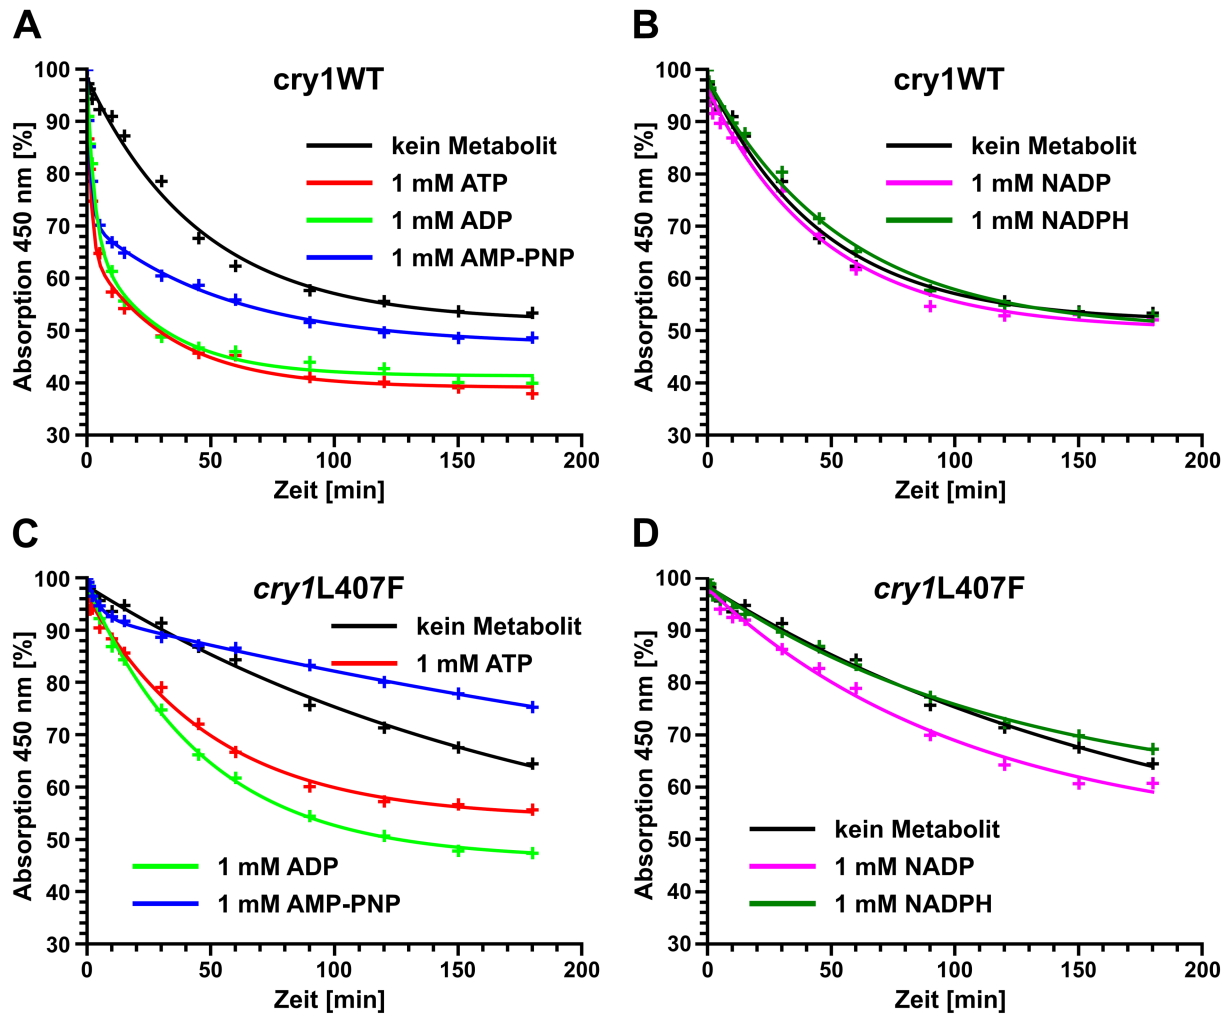 A
cry1WT
kein Metabolit
1 mM ATP
1 mM ADP
1 mM AMP-PNP
Absorption 450 nm [%]
100
90
80
70
60
50
40
30
0
50
100
150
200
Zeit [min]
B
cry1WT
kein Metabolit
1 mM NADP
1 mM NADPH
Absorption 450 nm [%]
100
90
80
70
60
50
40
30
0
50
100
150
200
Zeit [min]
C
cry1L407F
kein Metabolit
1 mM ATP
1 mM ADP
1 mM AMP-PNP
Absorption 450 nm [%]
100
90
80
70
60
50
40
30
0
50
100
150
200
Zeit [min]
D
cry1L407F
kein Metabolit
1 mM NADP
1 mM NADPH
Absorption 450 nm [%]
100
90
80
70
60
50
40
30
0
50
100
150
200
Zeit [min]